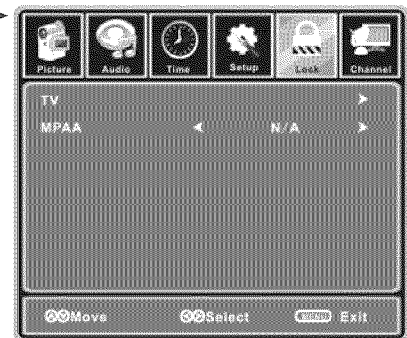 Picture Audio Time Setup Lock Channel
TV
MPAA N/A
Move Select MENU Exit